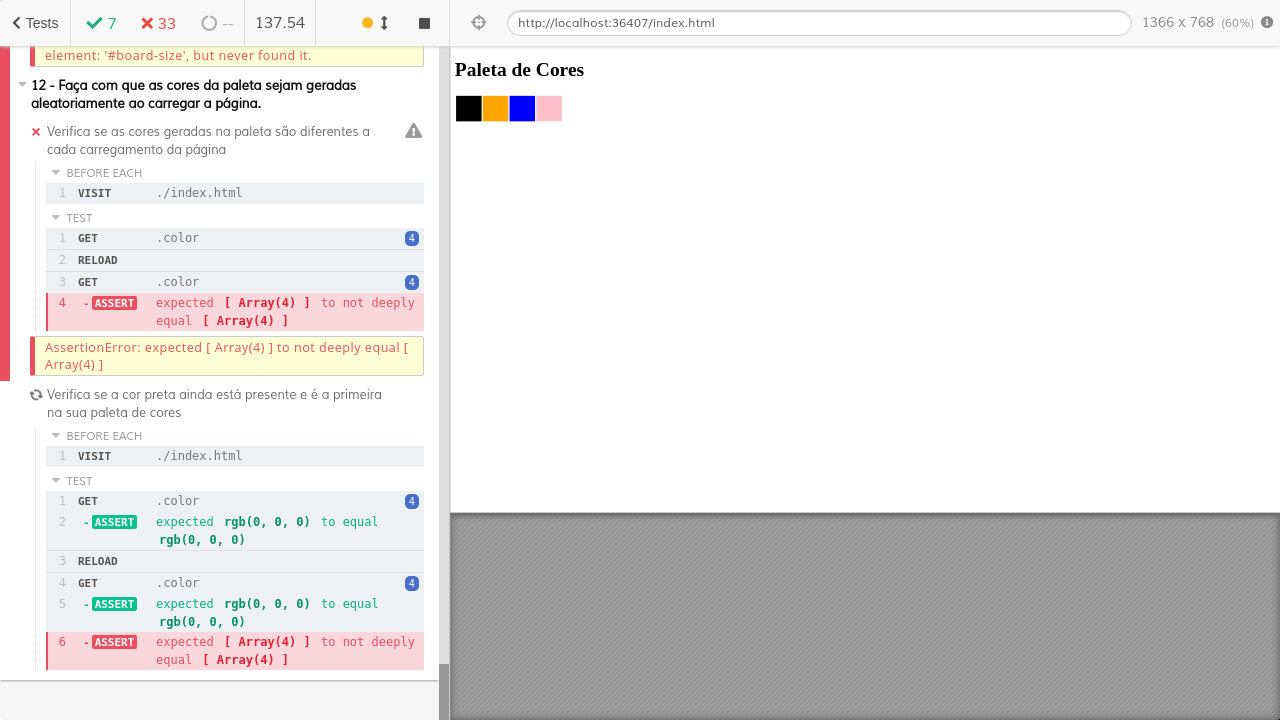 Tests
7
33
--
137.54
http://localhost:36407/index.html
1366 x 768 (60%)
element: '#board-size', but never found it.
12 - Faça com que as cores da paleta sejam geradas
aleatoriamente ao carregar a página.
Verifica se as cores geradas na paleta são diferentes a
cada carregamento da página
BEFORE EACH
1 VISIT ./index.html
TEST
1 GET .color 4
2 RELOAD
3 GET .color 4
4 -ASSERT expected [ Array(4) ] to not deeply
equal [ Array(4) ]
AssertionError: expected [ Array(4) ] to not deeply equal [
Array(4) ]
Verifica se a cor preta ainda está presente e é a primeira
na sua paleta de cores
BEFORE EACH
1 VISIT ./index.html
TEST
1 GET .color 4
2 -ASSERT expected rgb(0, 0, 0) to equal
rgb(0, 0, 0)
3 RELOAD
4 GET .color 4
5 -ASSERT expected rgb(0, 0, 0) to equal
rgb(0, 0, 0)
6 -ASSERT expected [ Array(4) ] to not deeply
equal [ Array(4) ]
Paleta de Cores